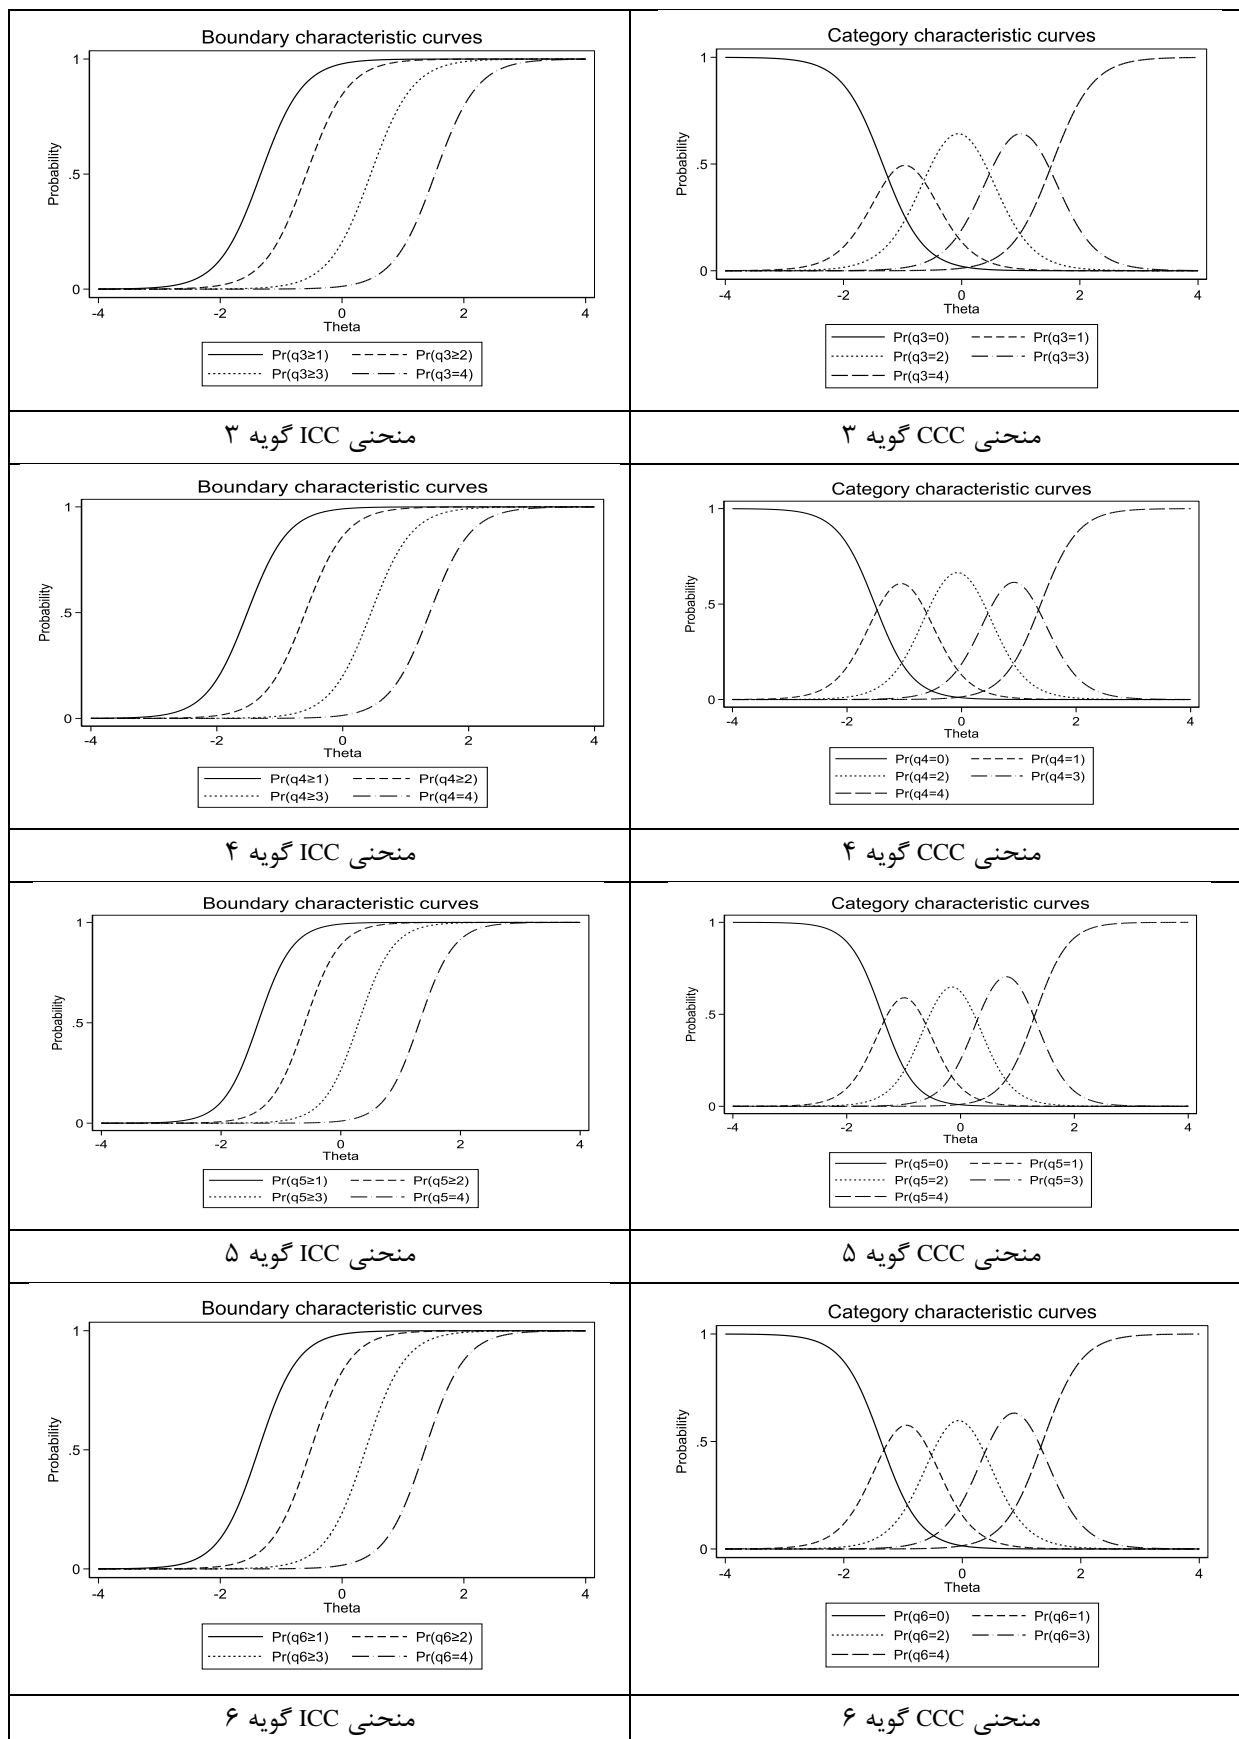 Boundary characteristic curves
1
.5
0
Probability
-4 -2 0 2 4
Theta
Pr(q3≥1) Pr(q3≥2)
Pr(q3≥3) Pr(q3=4)
Category characteristic curves
1
.5
0
Probability
-4 -2 0 2 4
Theta
Pr(q3=0) Pr(q3=1)
Pr(q3=2) Pr(q3=3)
Pr(q3=4)
منحنی ICC گویه ۳
منحنی CCC گویه ۳
Boundary characteristic curves
1
.5
0
Probability
-4 -2 0 2 4
Theta
Pr(q4≥1) Pr(q4≥2)
Pr(q4≥3) Pr(q4=4)
Category characteristic curves
1
.5
0
Probability
-4 -2 0 2 4
Theta
Pr(q4=0) Pr(q4=1)
Pr(q4=2) Pr(q4=3)
Pr(q4=4)
منحنی ICC گویه ۴
منحنی CCC گویه ۴
Boundary characteristic curves
1
.5
0
Probability
-4 -2 0 2 4
Theta
Pr(q5≥1) Pr(q5≥2)
Pr(q5≥3) Pr(q5=4)
Category characteristic curves
1
.5
0
Probability
-4 -2 0 2 4
Theta
Pr(q5=0) Pr(q5=1)
Pr(q5=2) Pr(q5=3)
Pr(q5=4)
منحنی ICC گویه ۵
منحنی CCC گویه ۵
Boundary characteristic curves
1
.5
0
Probability
-4 -2 0 2 4
Theta
Pr(q6≥1) Pr(q6≥2)
Pr(q6≥3) Pr(q6=4)
Category characteristic curves
1
.5
0
Probability
-4 -2 0 2 4
Theta
Pr(q6=0) Pr(q6=1)
Pr(q6=2) Pr(q6=3)
Pr(q6=4)
منحنی ICC گویه ۶
منحنی CCC گویه ۶